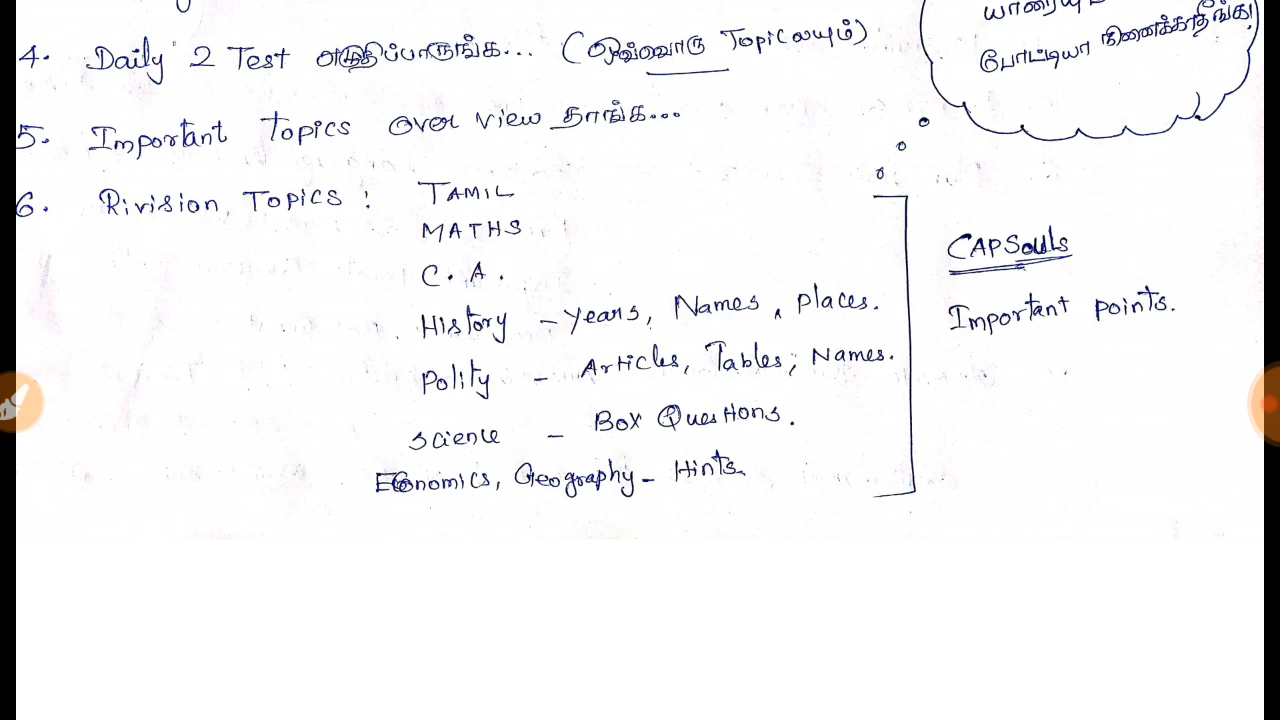 யாரையும்
போட்டியா நினைக்காதீங்க!
4. Daily 2 Test எழுதிப்பாருங்க... (ஒவ்வொரு Topicலயும்)
5. Important Topics over view தாங்க...
6. Rivision Topics : TAMIL
MATHS
C.A.
History - Years, Names, places.
Polity - Articles, Tables, Names.
Science - Box Questions.
Economics, Geography - Hints.
CAPSouls
Important points.